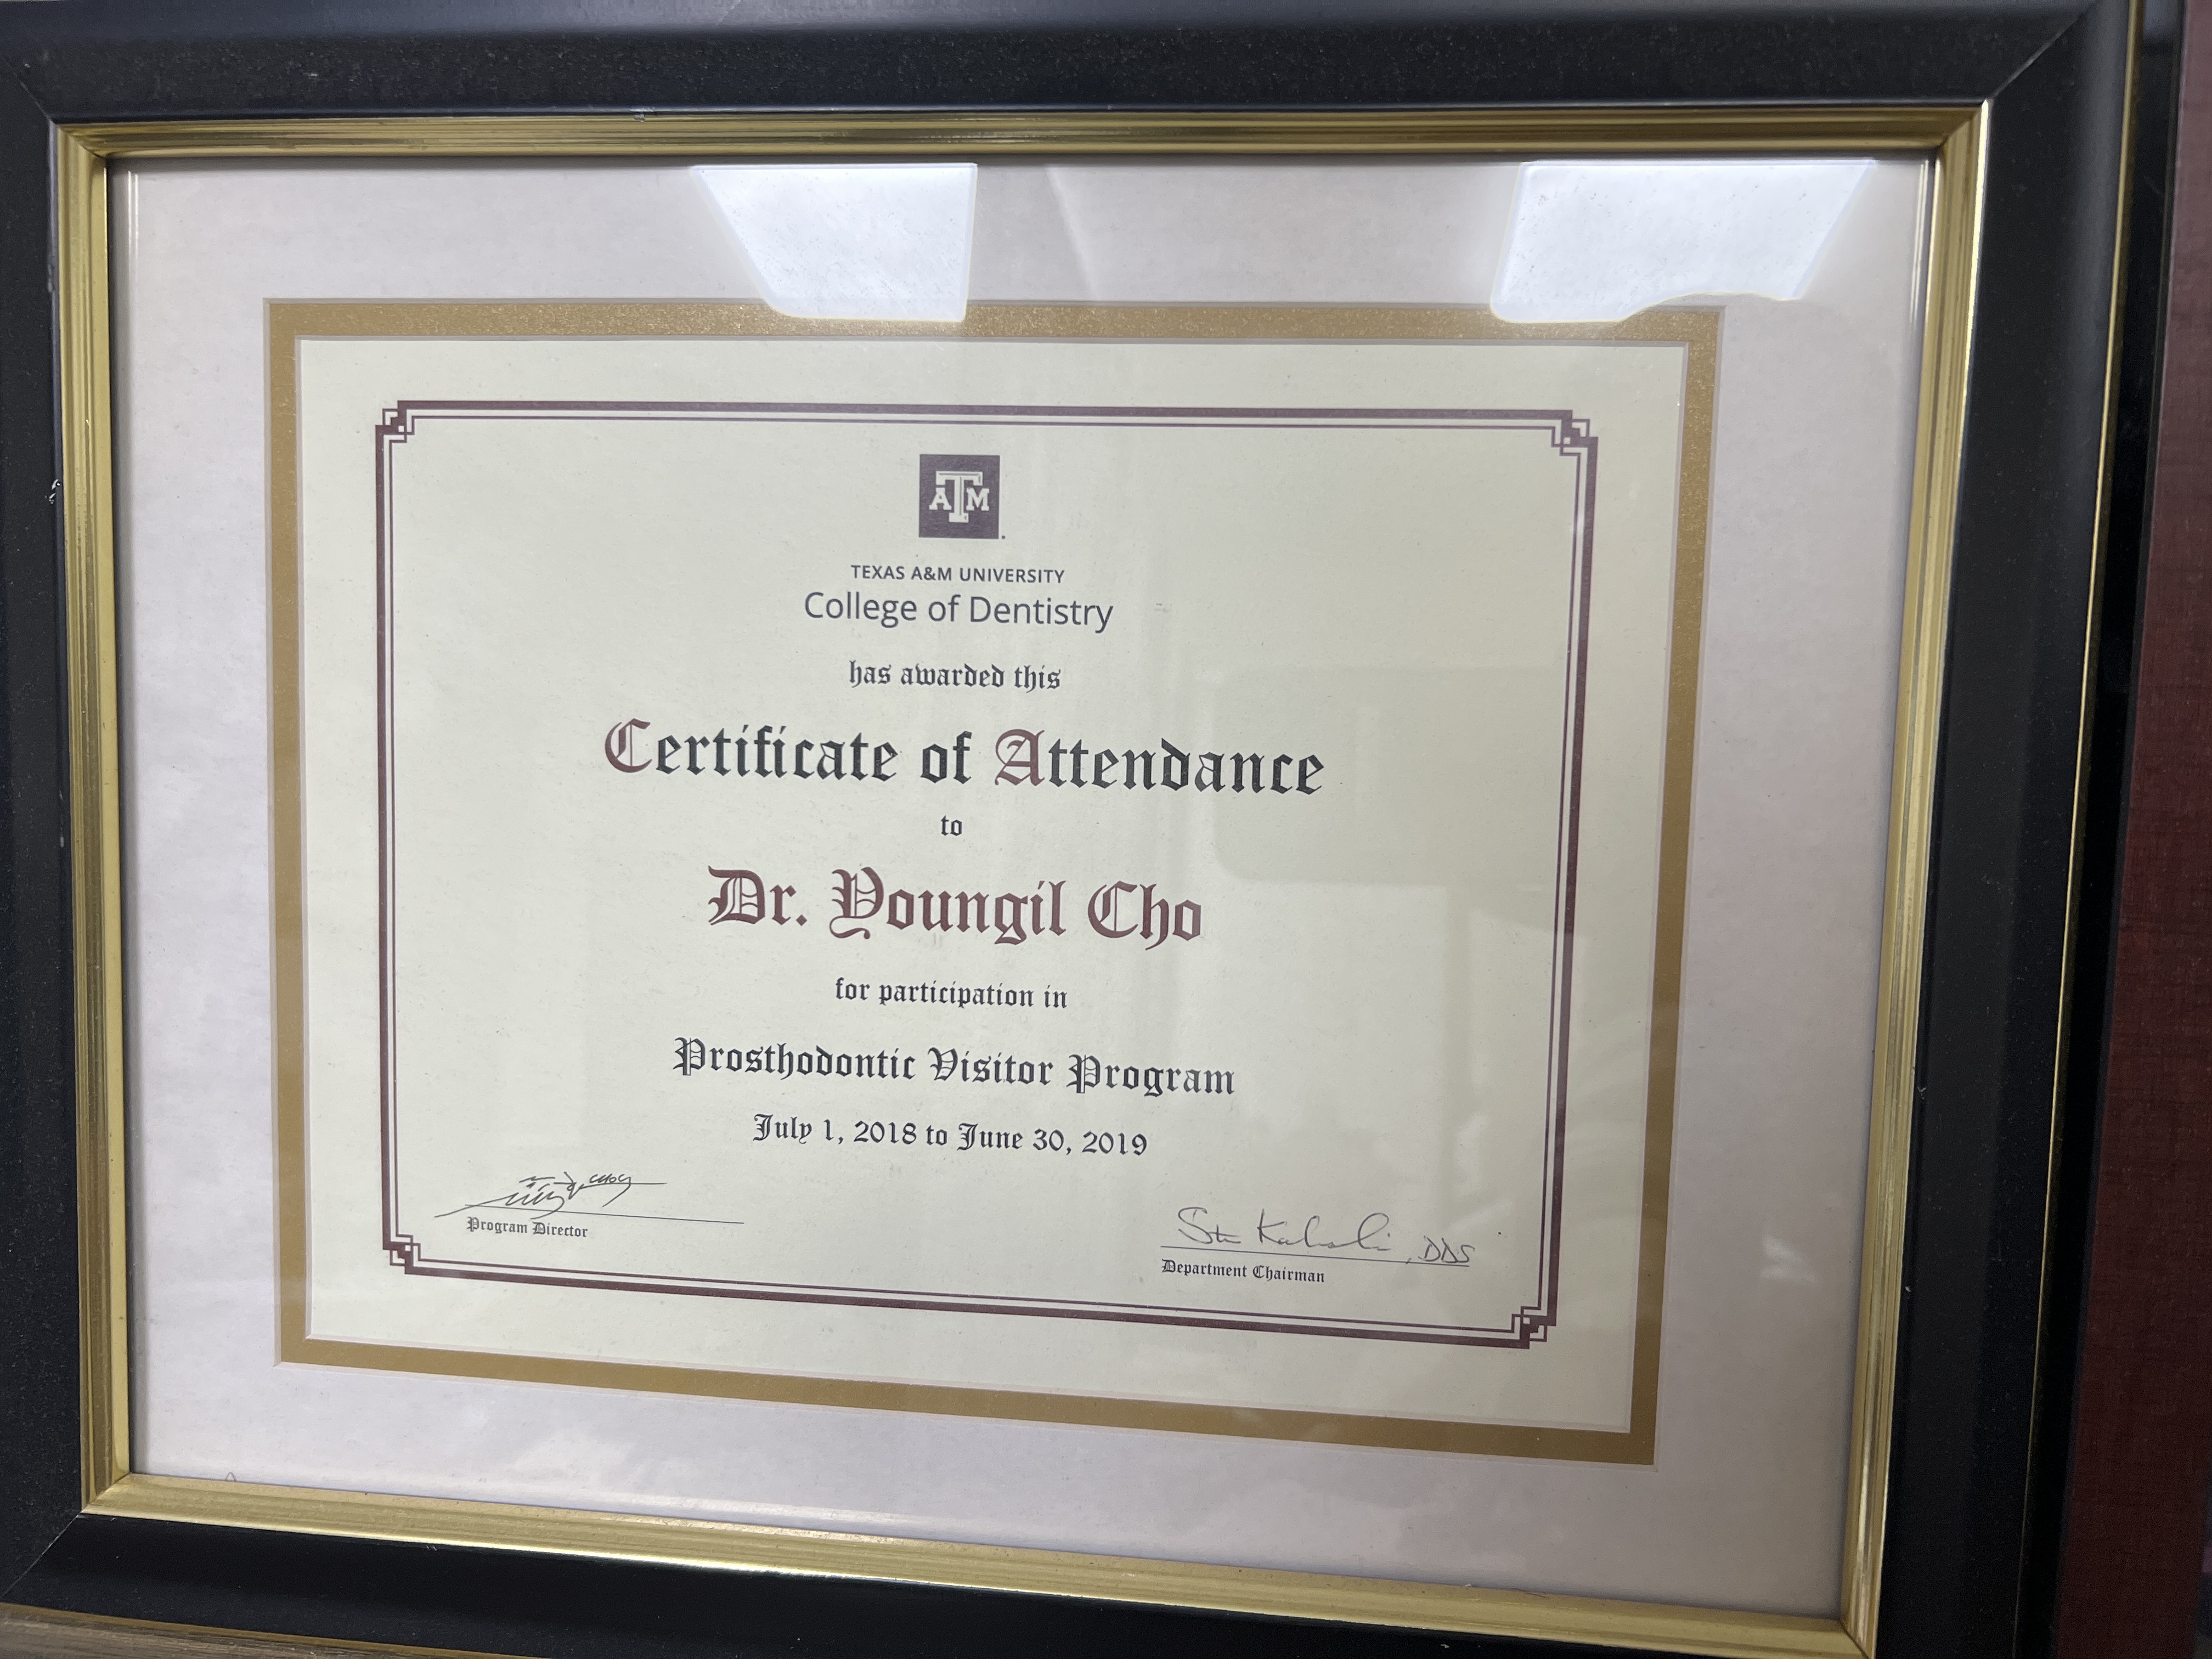 ATM
TEXAS A&M UNIVERSITY
College of Dentistry
has awarded this
Certificate of Attendance
to
Dr. Youngil Cho
for participation in
Prosthodontic Visitor Program
July 1, 2018 to June 30, 2019
Program Director
, DDS
Department Chairman